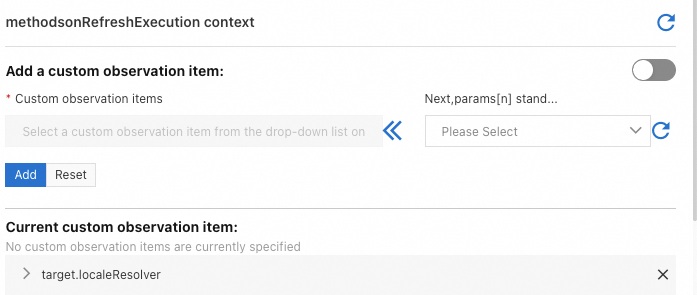 methodsonRefreshExecution context
Add a custom observation item:
* Custom observation items
Next,params[n] stand...
Select a custom observation item from the drop-down list on
Please Select
Add
Reset
Current custom observation item:
No custom observation items are currently specified
target.localeResolver